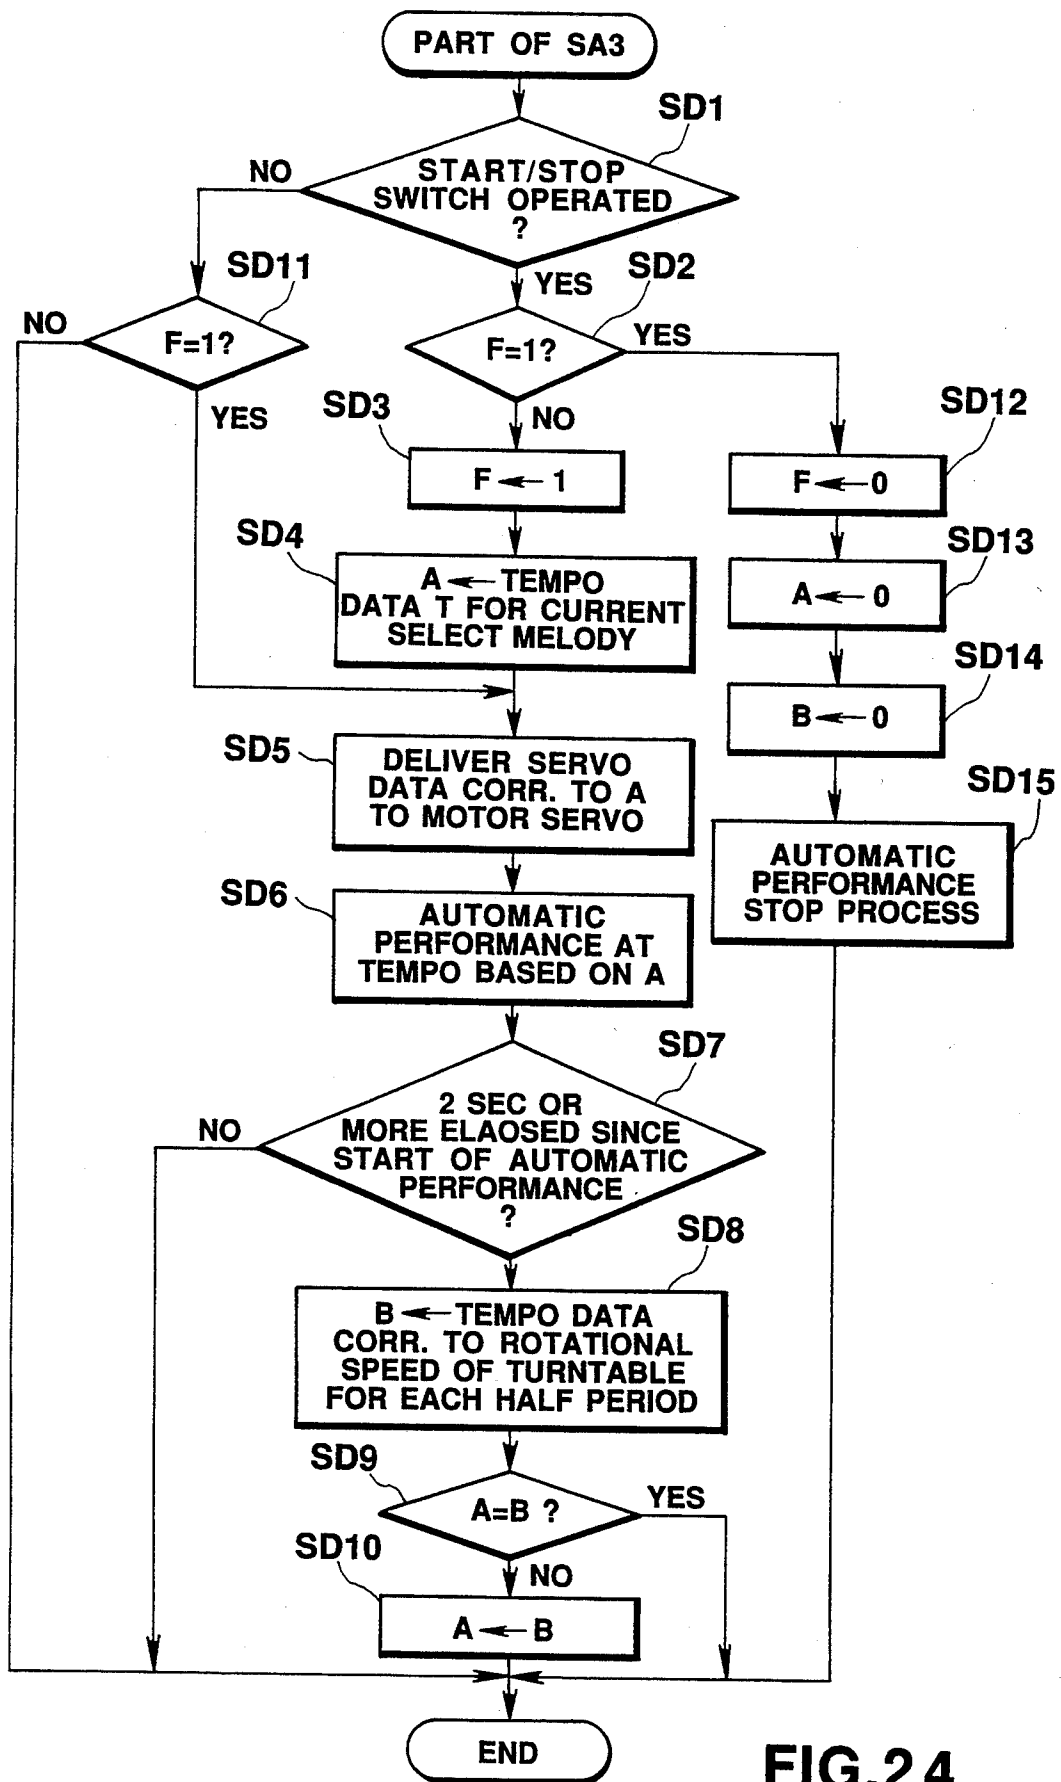 PART OF SA3
SD1
START/STOP
SWITCH OPERATED
?
NO
YES
SD11
F=1?
NO
YES
SD2
F=1?
YES
NO
SD3
F ← 1
SD12
F ← 0
SD4
A ← TEMPO
DATA T FOR CURRENT
SELECT MELODY
SD13
A ← 0
SD14
B ← 0
SD5
DELIVER SERVO
DATA CORR. TO A
TO MOTOR SERVO
SD15
AUTOMATIC
PERFORMANCE
STOP PROCESS
SD6
AUTOMATIC
PERFORMANCE AT
TEMPO BASED ON A
SD7
2 SEC OR
MORE ELAOSED SINCE
START OF AUTOMATIC
PERFORMANCE
?
NO
SD8
B ← TEMPO DATA
CORR. TO ROTATIONAL
SPEED OF TURNTABLE
FOR EACH HALF PERIOD
SD9
A=B ?
YES
NO
SD10
A ← B
END
FIG.24